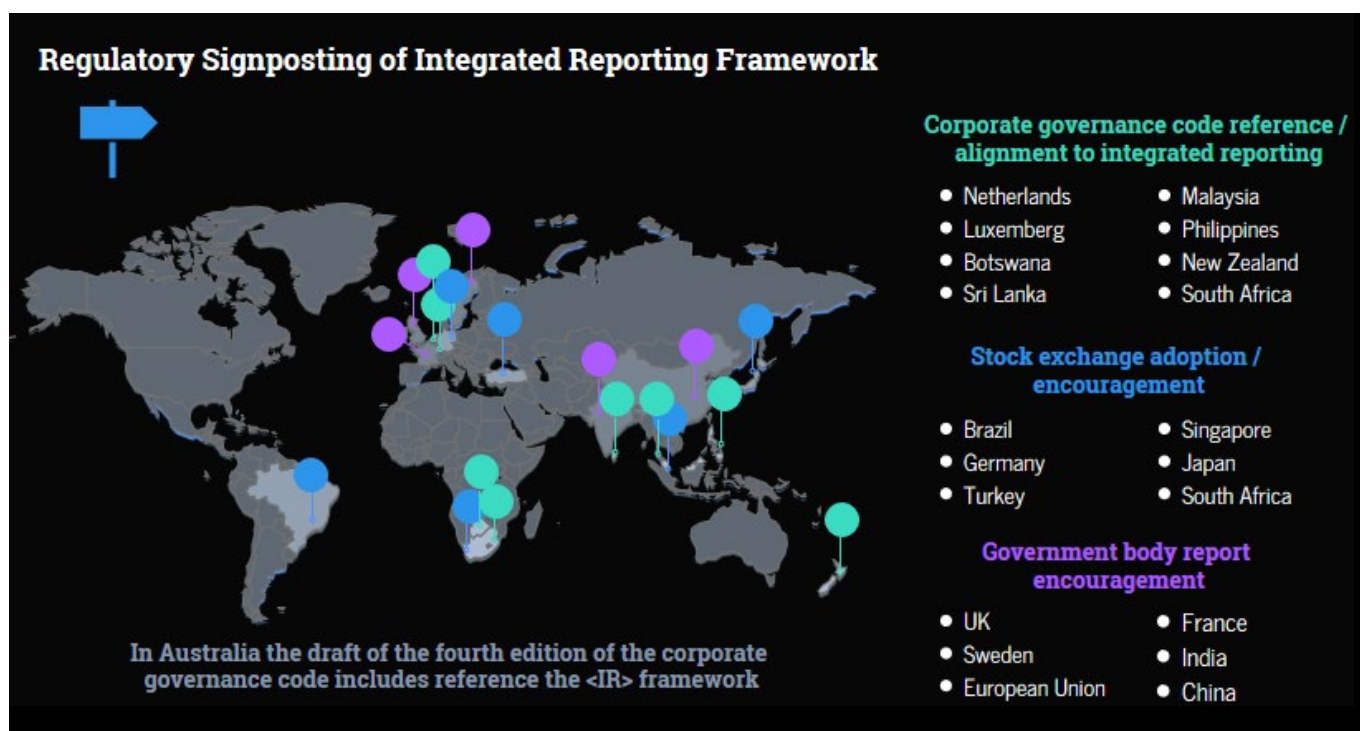 Regulatory Signposting of Integrated Reporting Framework
Corporate governance code reference /
alignment to integrated reporting
Netherlands
Luxemberg
Botswana
Sri Lanka
Malaysia
Philippines
New Zealand
South Africa
Stock exchange adoption /
encouragement
Brazil
Germany
Turkey
Singapore
Japan
South Africa
Government body report
encouragement
UK
Sweden
European Union
France
India
China
In Australia the draft of the fourth edition of the corporate
governance code includes reference the <IR> framework